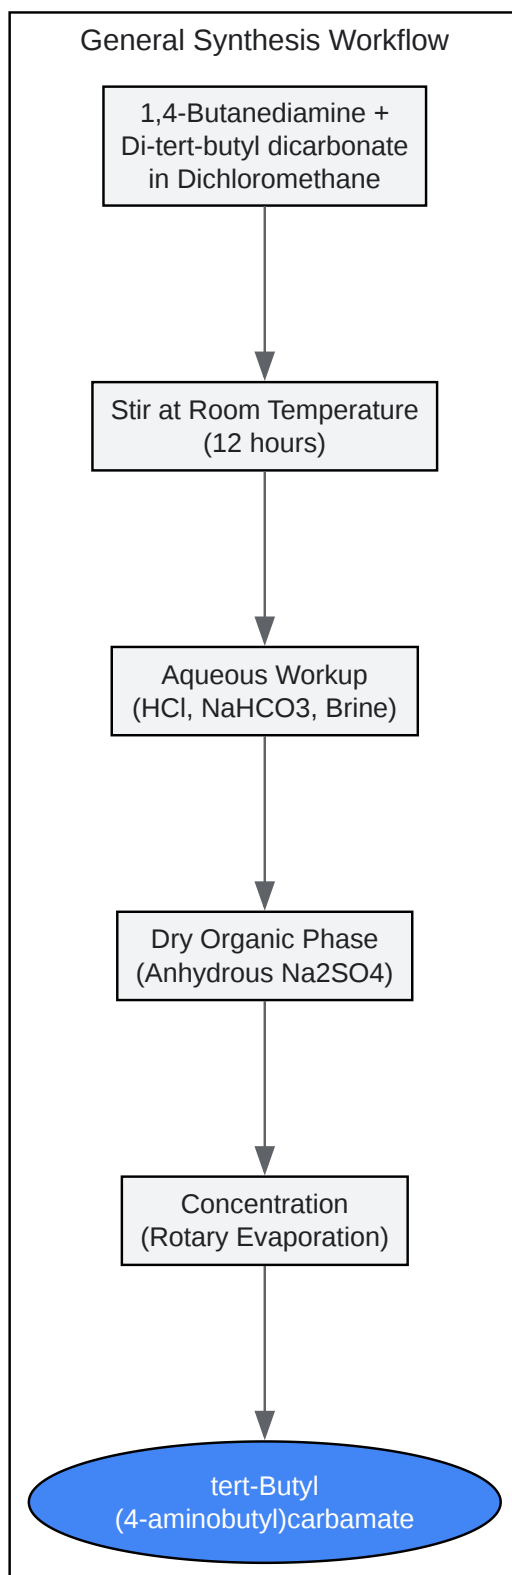 General Synthesis Workflow
1,4-Butanediamine +
Di-tert-butyl dicarbonate
in Dichloromethane
Stir at Room Temperature
(12 hours)
Aqueous Workup
(HCl, NaHCO3, Brine)
Dry Organic Phase
(Anhydrous Na2SO4)
Concentration
(Rotary Evaporation)
tert-Butyl
(4-aminobutyl)carbamate